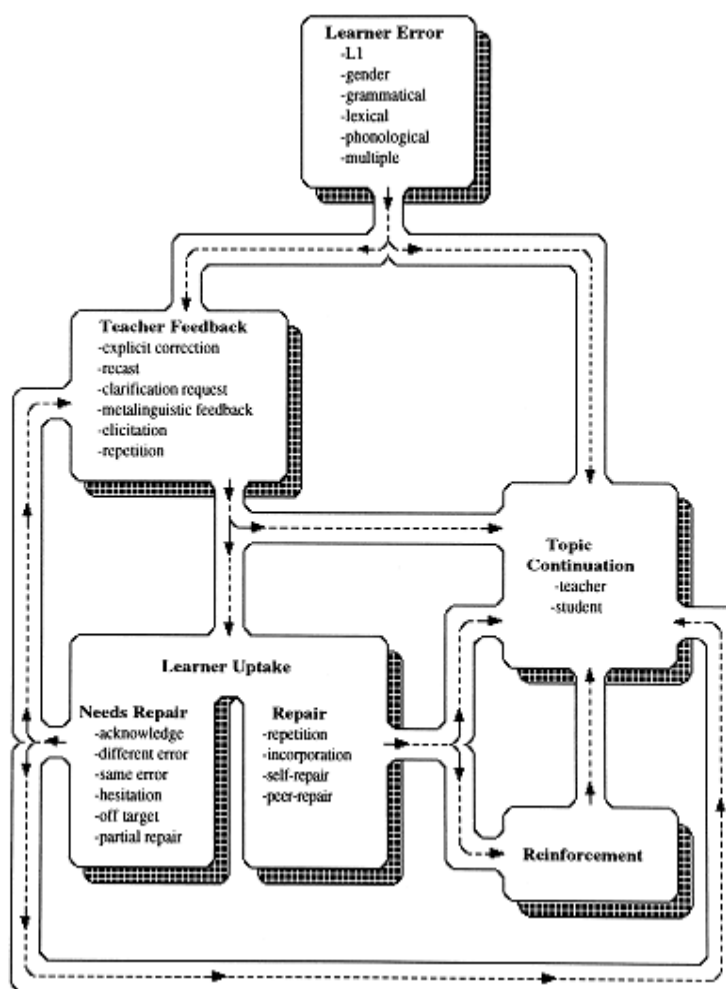 Learner Error
-L1
-gender
-grammatical
-lexical
-phonological
-multiple
Teacher Feedback
-explicit correction
-recast
-clarification request
-metalinguistic feedback
-elicitation
-repetition
Topic
Continuation
-teacher
-student
Learner Uptake
Needs Repair
-acknowledge
-different error
-same error
-hesitation
-off target
-partial repair
Repair
-repetition
-incorporation
-self-repair
-peer-repair
Reinforcement